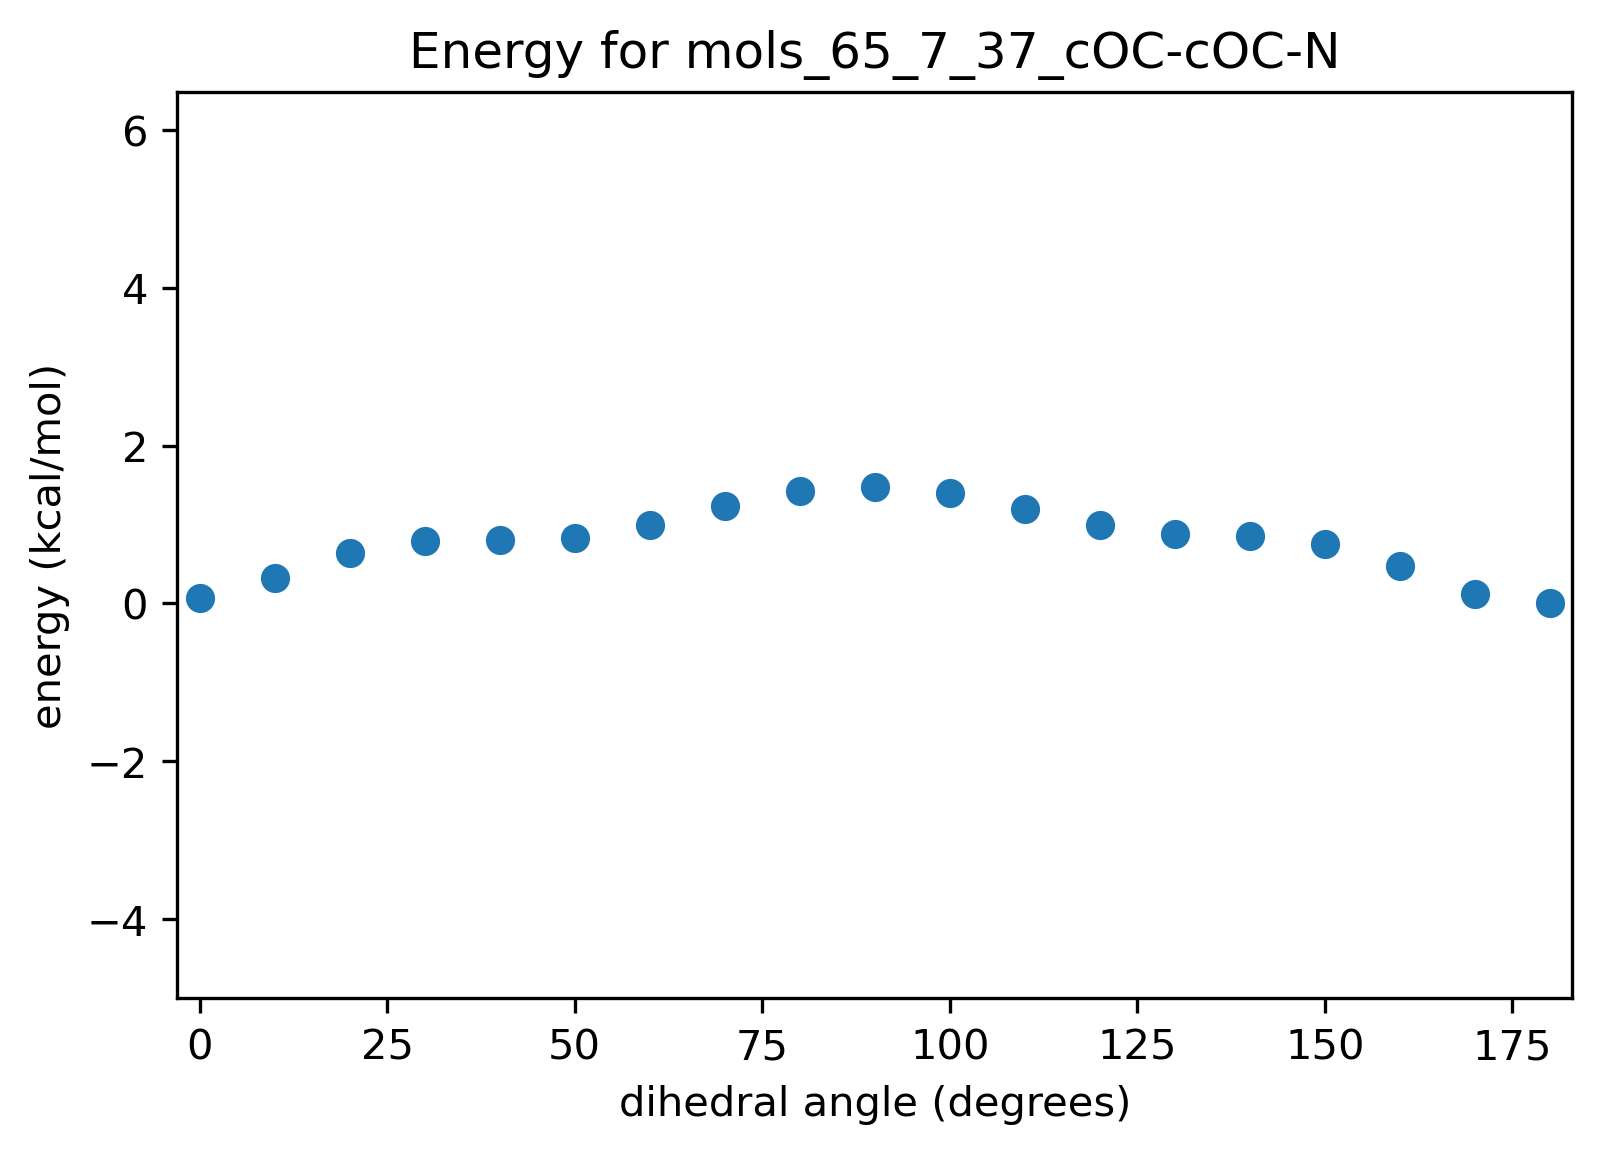 Energy for mols_65_7_37_cOC-cOC-N
6
4
2
0
−2
−4
energy (kcal/mol)
0 25 50 75 100 125 150 175
dihedral angle (degrees)